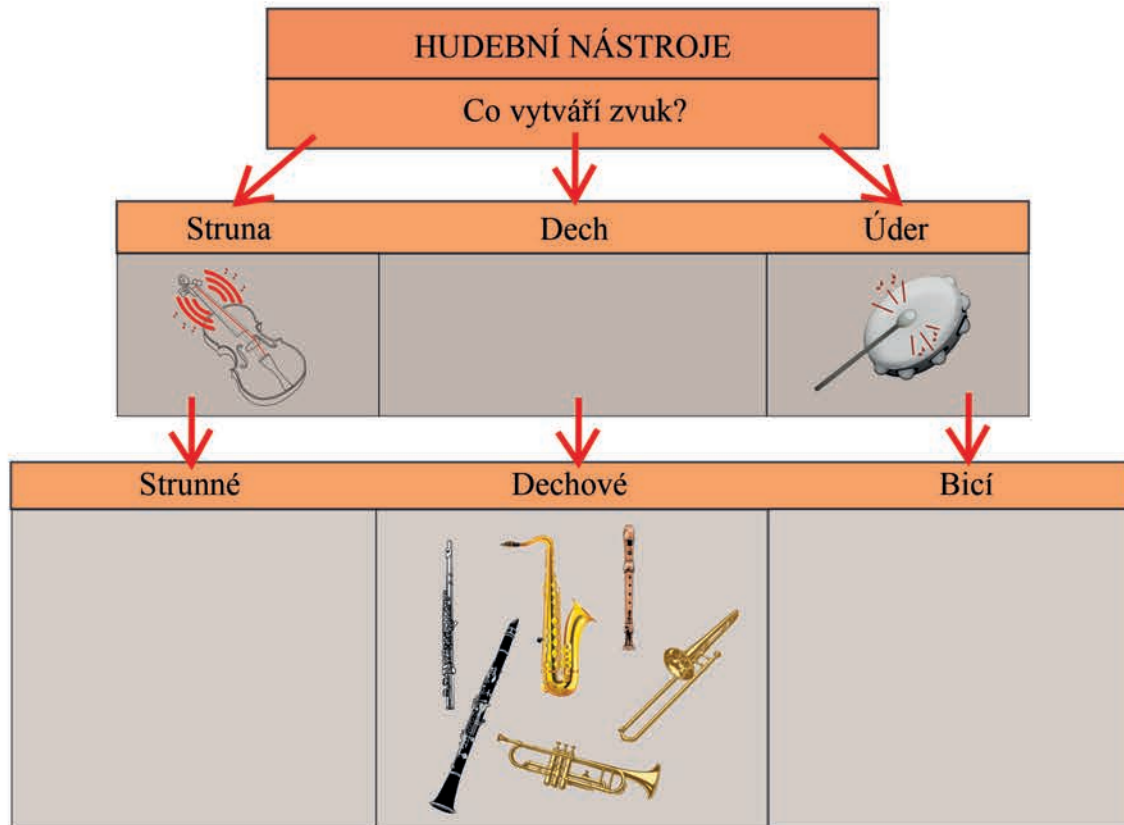 HUDEBNÍ NÁSTROJE
Co vytváří zvuk?
Struna
Dech
Úder
Strunné
Dechové
Bicí